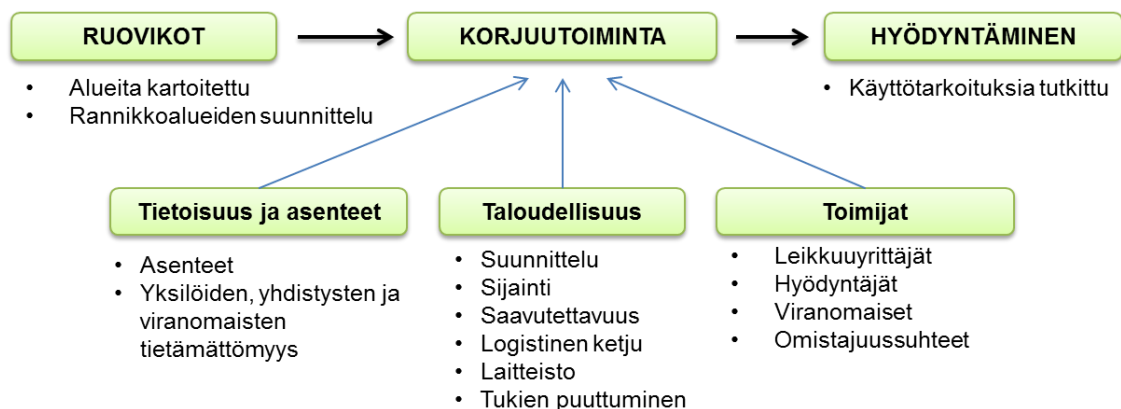 RUOVIKOT
KORJUUTOIMINTA
HYÖDYNTÄMINEN
• Alueita kartoitettu
• Rannikkoalueiden suunnittelu
• Käyttötarkoituksia tutkittu
Tietoisuus ja asenteet
• Asenteet
• Yksilöiden, yhdistysten ja
viranomaisten
tietämättömyys
Taloudellisuus
• Suunnittelu
• Sijainti
• Saavutettavuus
• Logistinen ketju
• Laitteisto
• Tukien puuttuminen
Toimijat
• Leikkuuyrittäjät
• Hyödyntäjät
• Viranomaiset
• Omistajuussuhteet